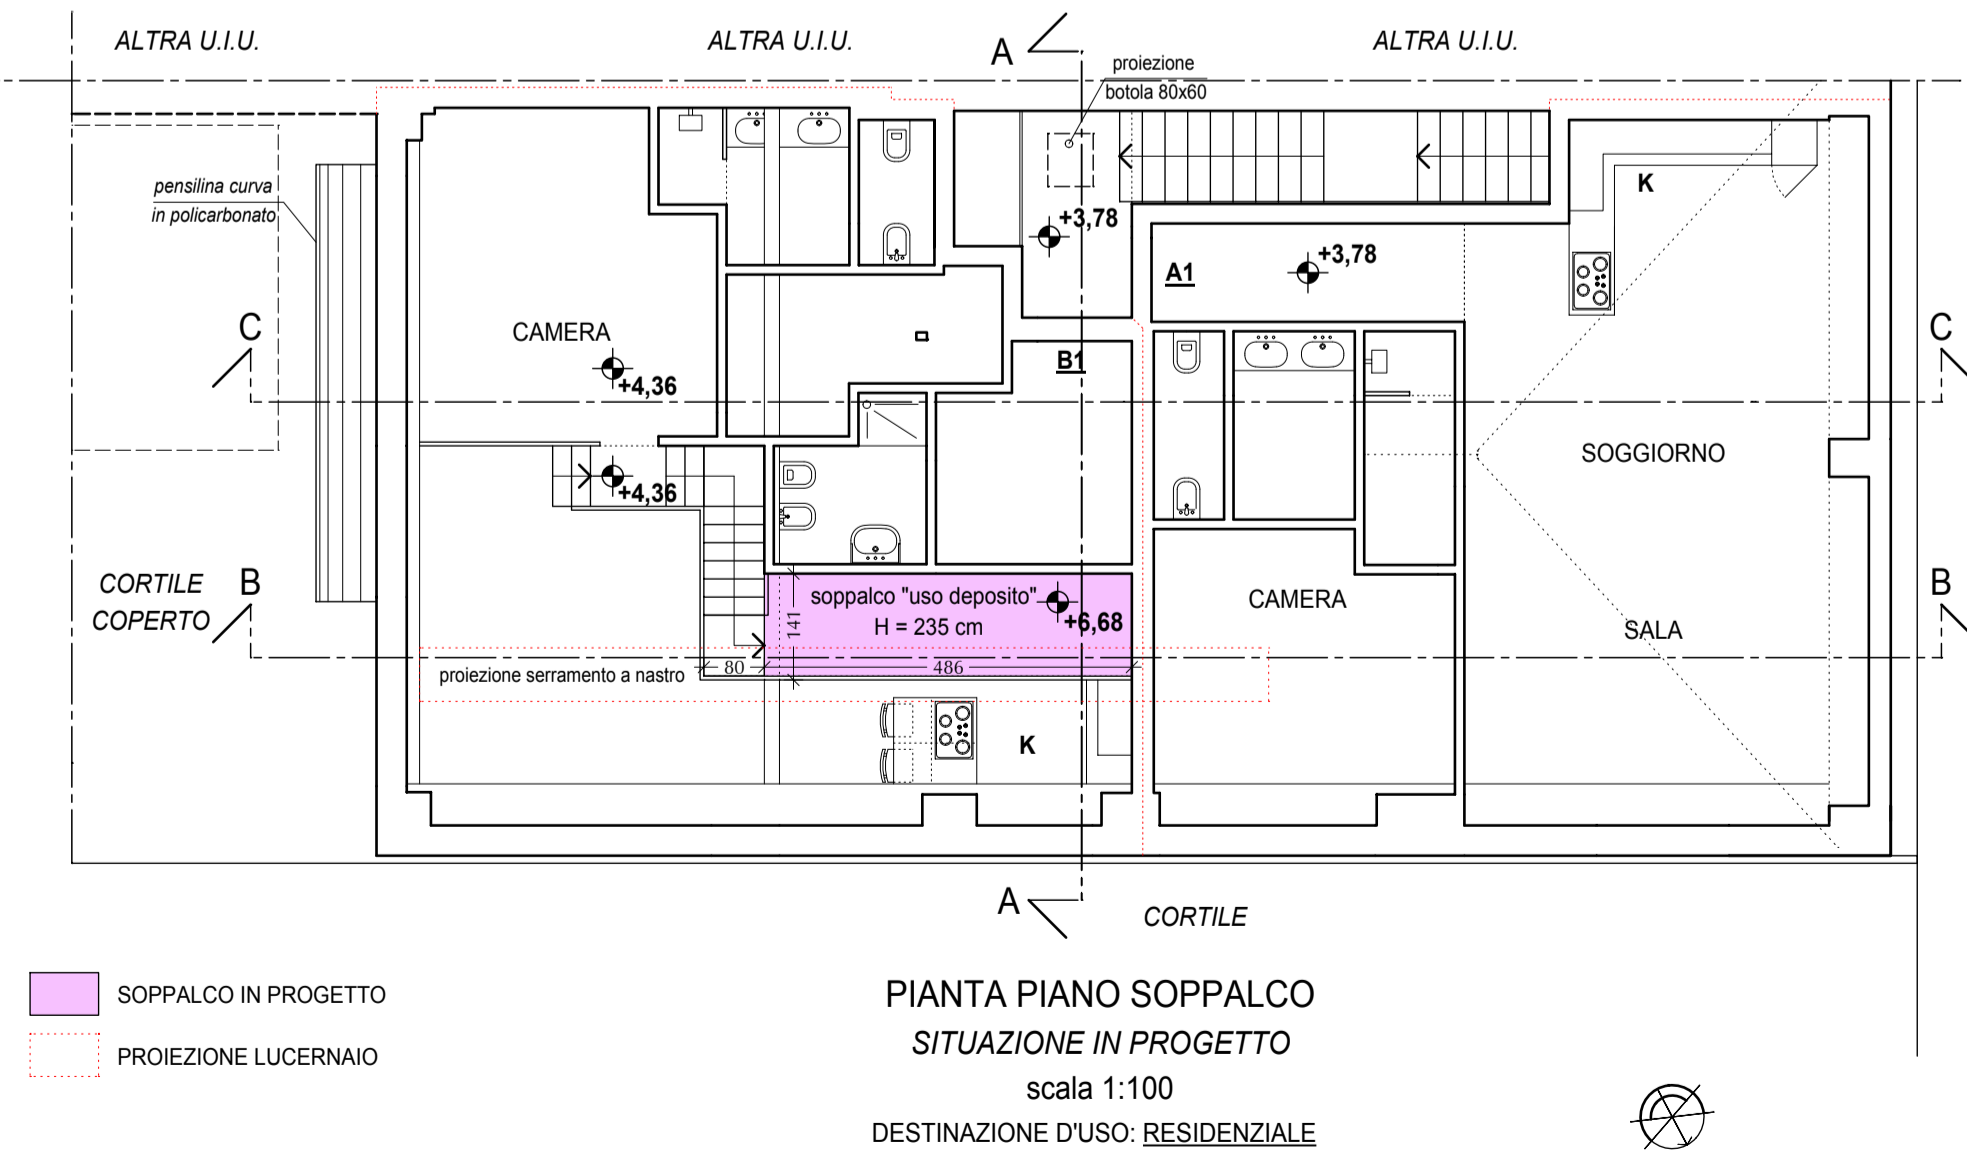 ALTRA U.I.U.
ALTRA U.I.U.
A
ALTRA U.I.U.
proiezione
botola 80x60
pensilina curva
in policarbonato
K
+3,78
+3,78
A1
C
CAMERA
C
B1
+4,36
SOGGIORNO
+4,36
CORTILE
COPERTO
B
soppalco "uso deposito"
H = 235 cm
+6,68
141
CAMERA
SALA
B
proiezione serramento a nastro
80
486
K
A
CORTILE
SOPPALCO IN PROGETTO
PROIEZIONE LUCERNAIO
PIANTA PIANO SOPPALCO
SITUAZIONE IN PROGETTO
scala 1:100
DESTINAZIONE D'USO: RESIDENZIALE